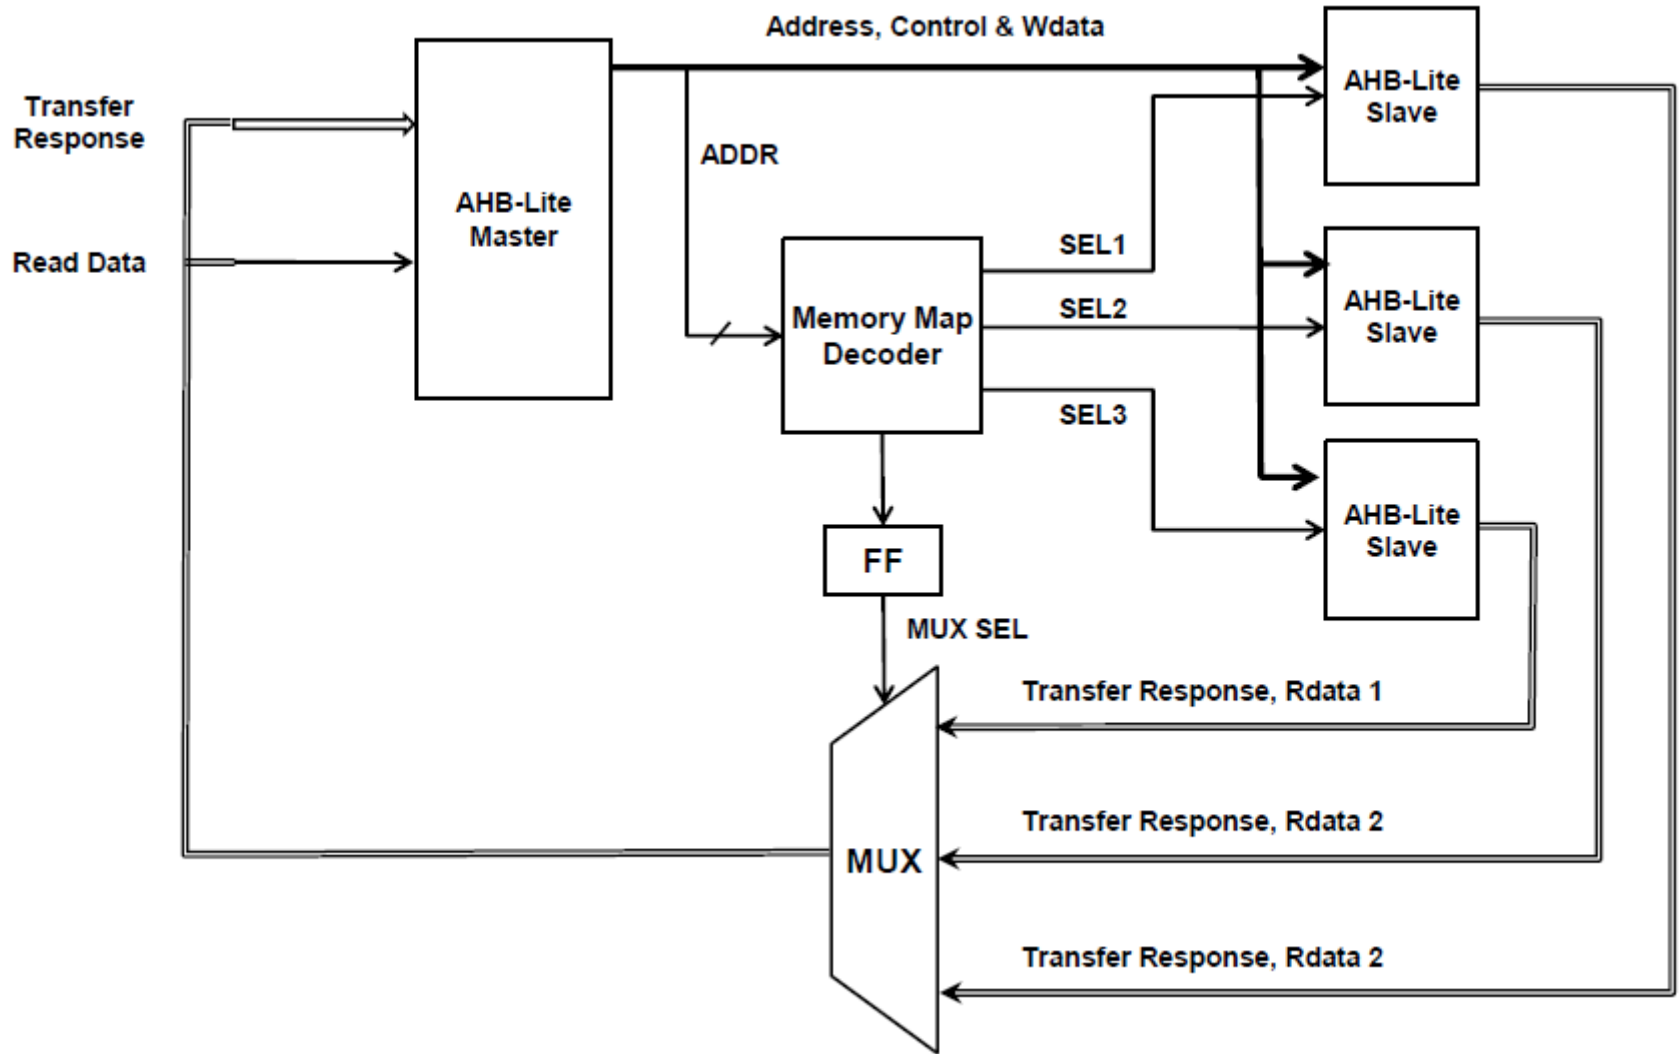 Address, Control & Wdata
AHB-Lite
Slave
Transfer
Response
ADDR
AHB-Lite
Master
Read Data
SEL1
Memory Map
Decoder
SEL2
AHB-Lite
Slave
SEL3
AHB-Lite
Slave
FF
MUX SEL
Transfer Response, Rdata 1
Transfer Response, Rdata 2
MUX
Transfer Response, Rdata 2